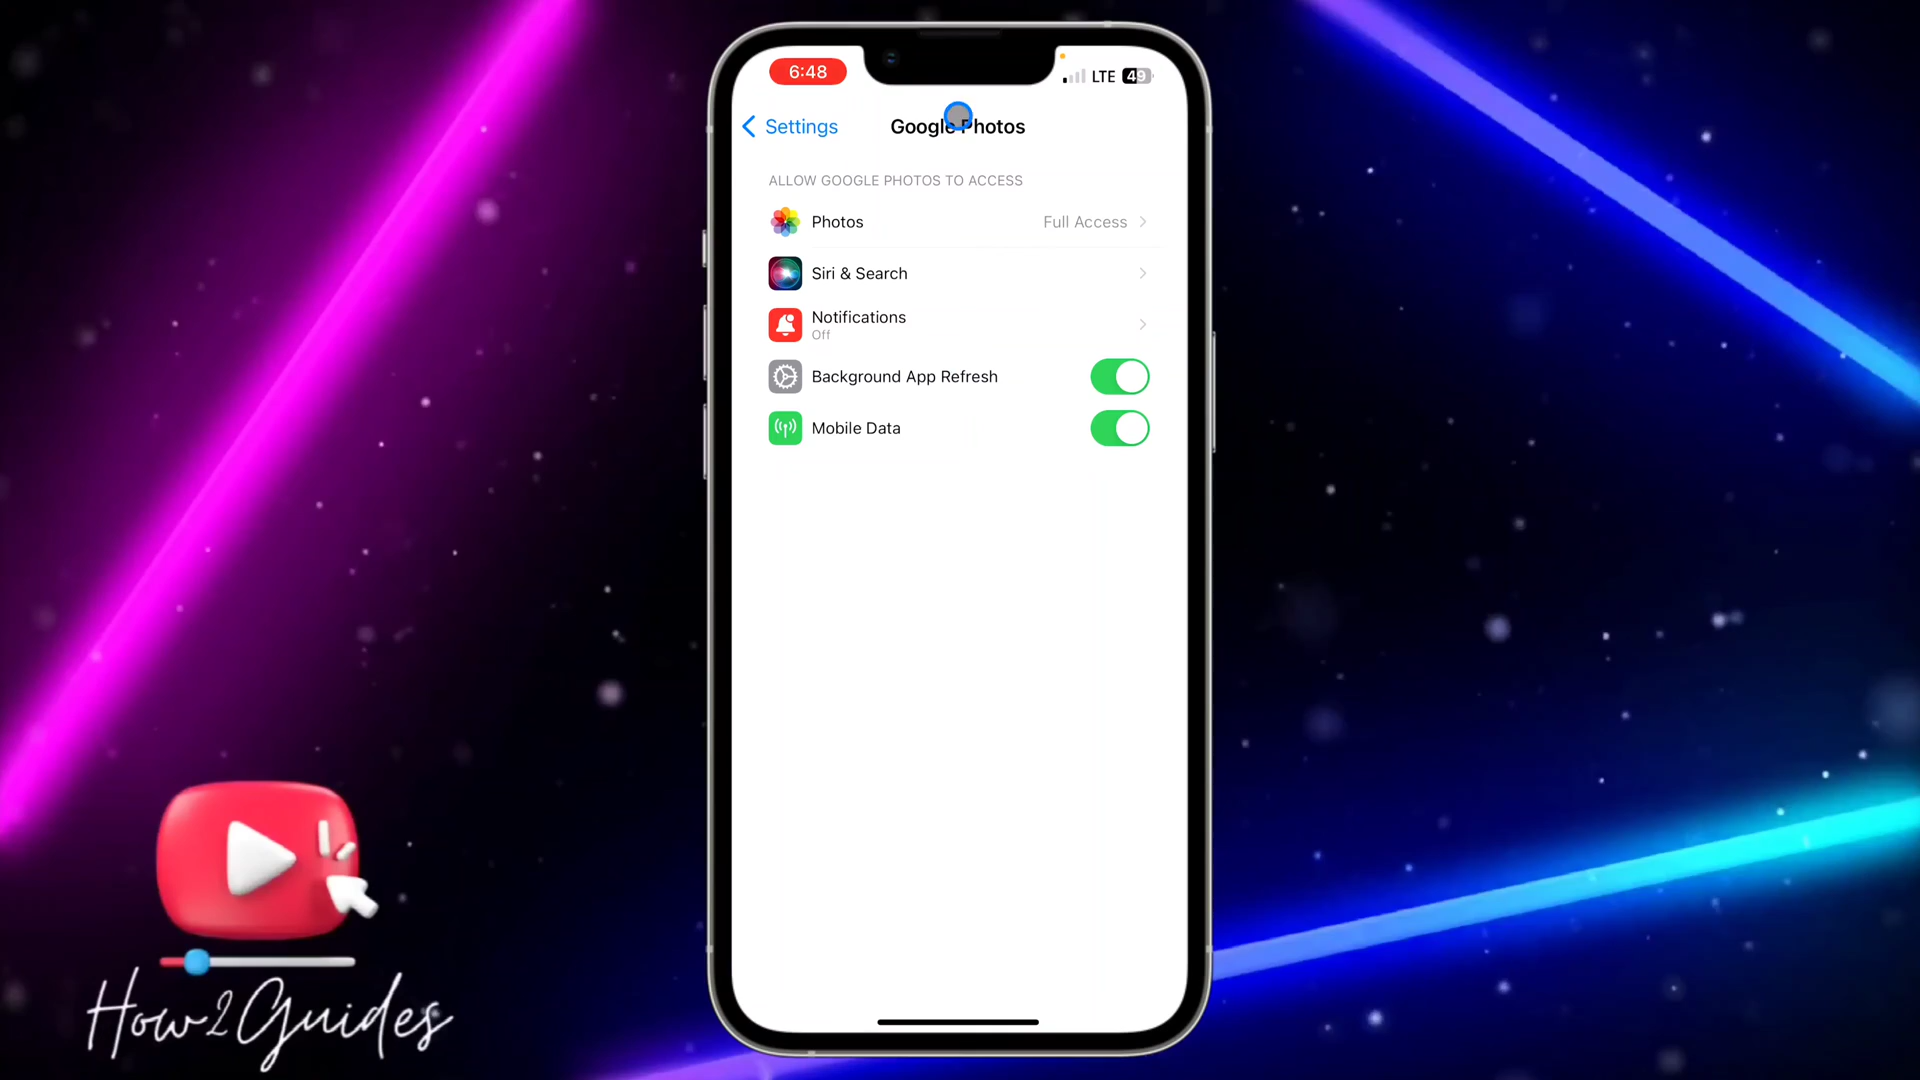 6:48
LTE 49
Settings
Google Photos
ALLOW GOOGLE PHOTOS TO ACCESS
Photos Full Access
Siri & Search
Notifications
Off
Background App Refresh
Mobile Data
How2Guides